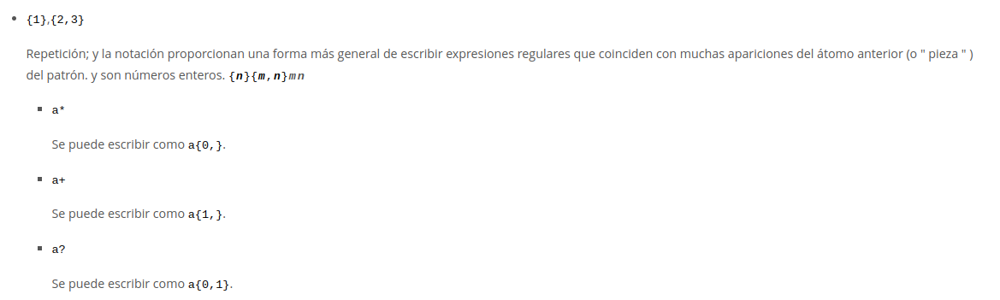 {1},{2,3}
Repetición; y la notación proporcionan una forma más general de escribir expresiones regulares que coinciden con muchas apariciones del átomo anterior (o " pieza " )
del patrón. y son números enteros. {n}{m,n}mn
a*
Se puede escribir como a{0,}.
a+
Se puede escribir como a{1,}.
a?
Se puede escribir como a{0,1}.